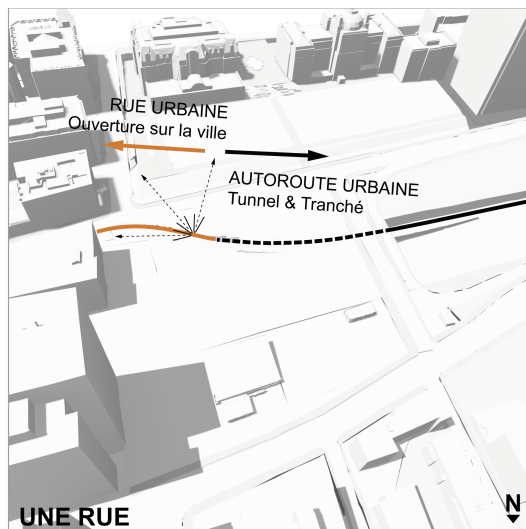 RUE URBAINE
Ouverture sur la ville
AUTOROUTE URBAINE
Tunnel & Tranché
UNE RUE
N